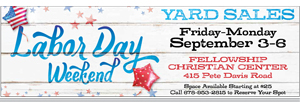 YARD SALES
Labor Day
Weekend
Friday-Monday
September 3-6
FELLOWSHIP
CHRISTIAN CENTER
415 Pete Davis Road
Space Available Starting at $25
Call 678-953-2815 to Reserve Your Spot